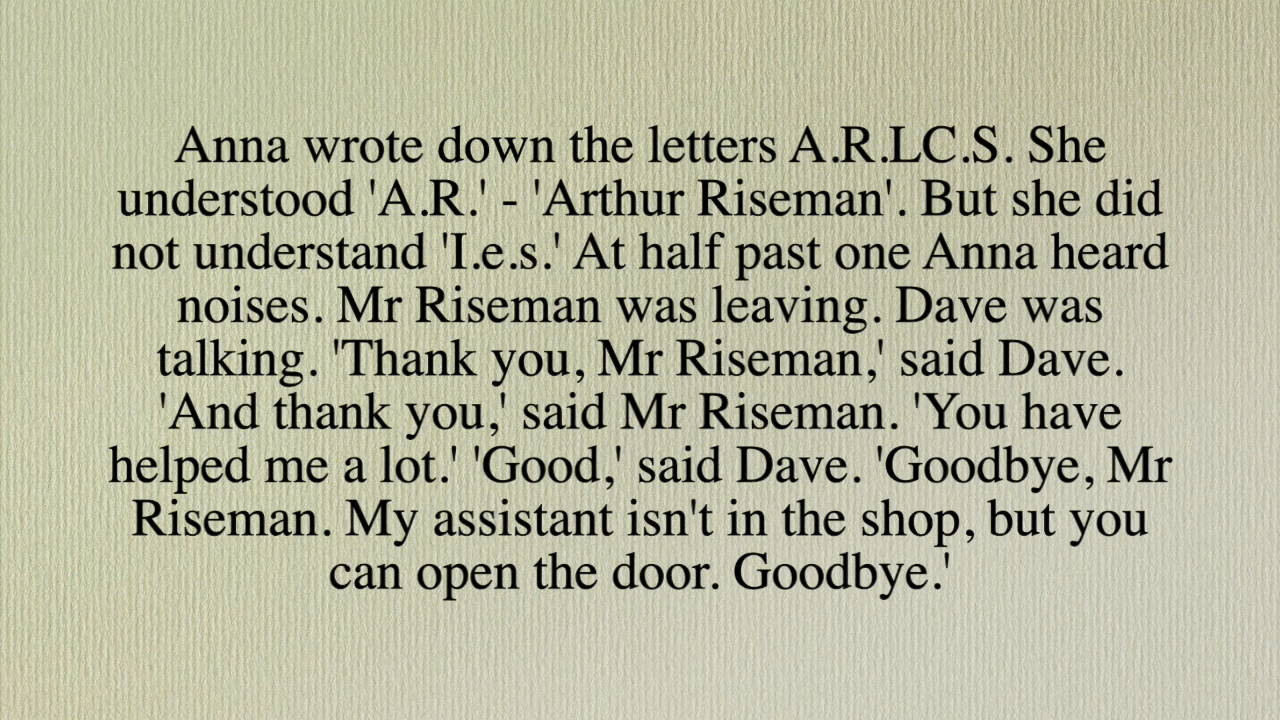 Anna wrote down the letters A.R.LC.S. She
understood 'A.R.' - 'Arthur Riseman'. But she did
not understand 'I.e.s.' At half past one Anna heard
noises. Mr Riseman was leaving. Dave was
talking. 'Thank you, Mr Riseman,' said Dave.
'And thank you,' said Mr Riseman. 'You have
helped me a lot.' 'Good,' said Dave. 'Goodbye, Mr
Riseman. My assistant isn't in the shop, but you
can open the door. Goodbye.'